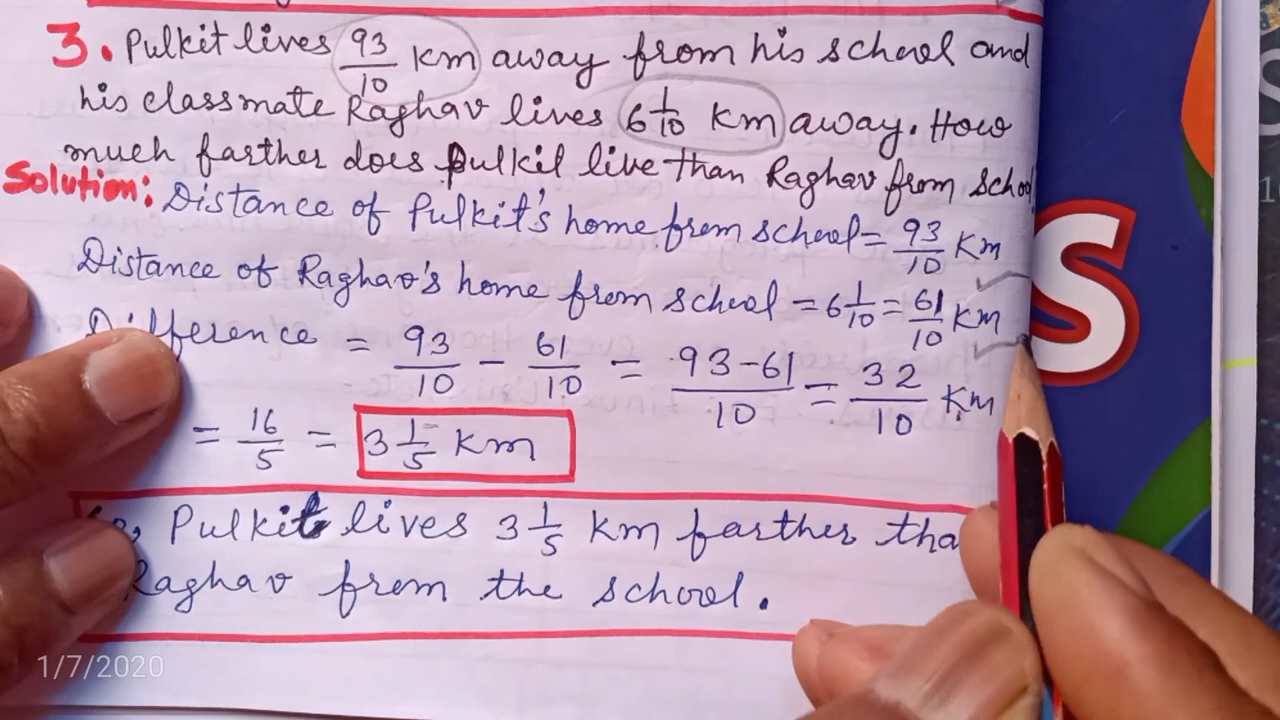 3. Pulkit lives 93/10 km away from his school and
his classmate Raghav lives 6 1/10 km away. How
much farther does Pulkit live than Raghav from school
Solution: Distance of Pulkit's home from school = 93/10 Km
Distance of Raghav's home from school = 6 1/10 = 61/10 Km
Difference = 93/10 - 61/10 = 93-61/10 = 32/10 Km
= 16/5 = 3 1/5 Km
Pulkit lives 3 1/5 Km farther tha
Raghav from the school.
S
1/7/2020